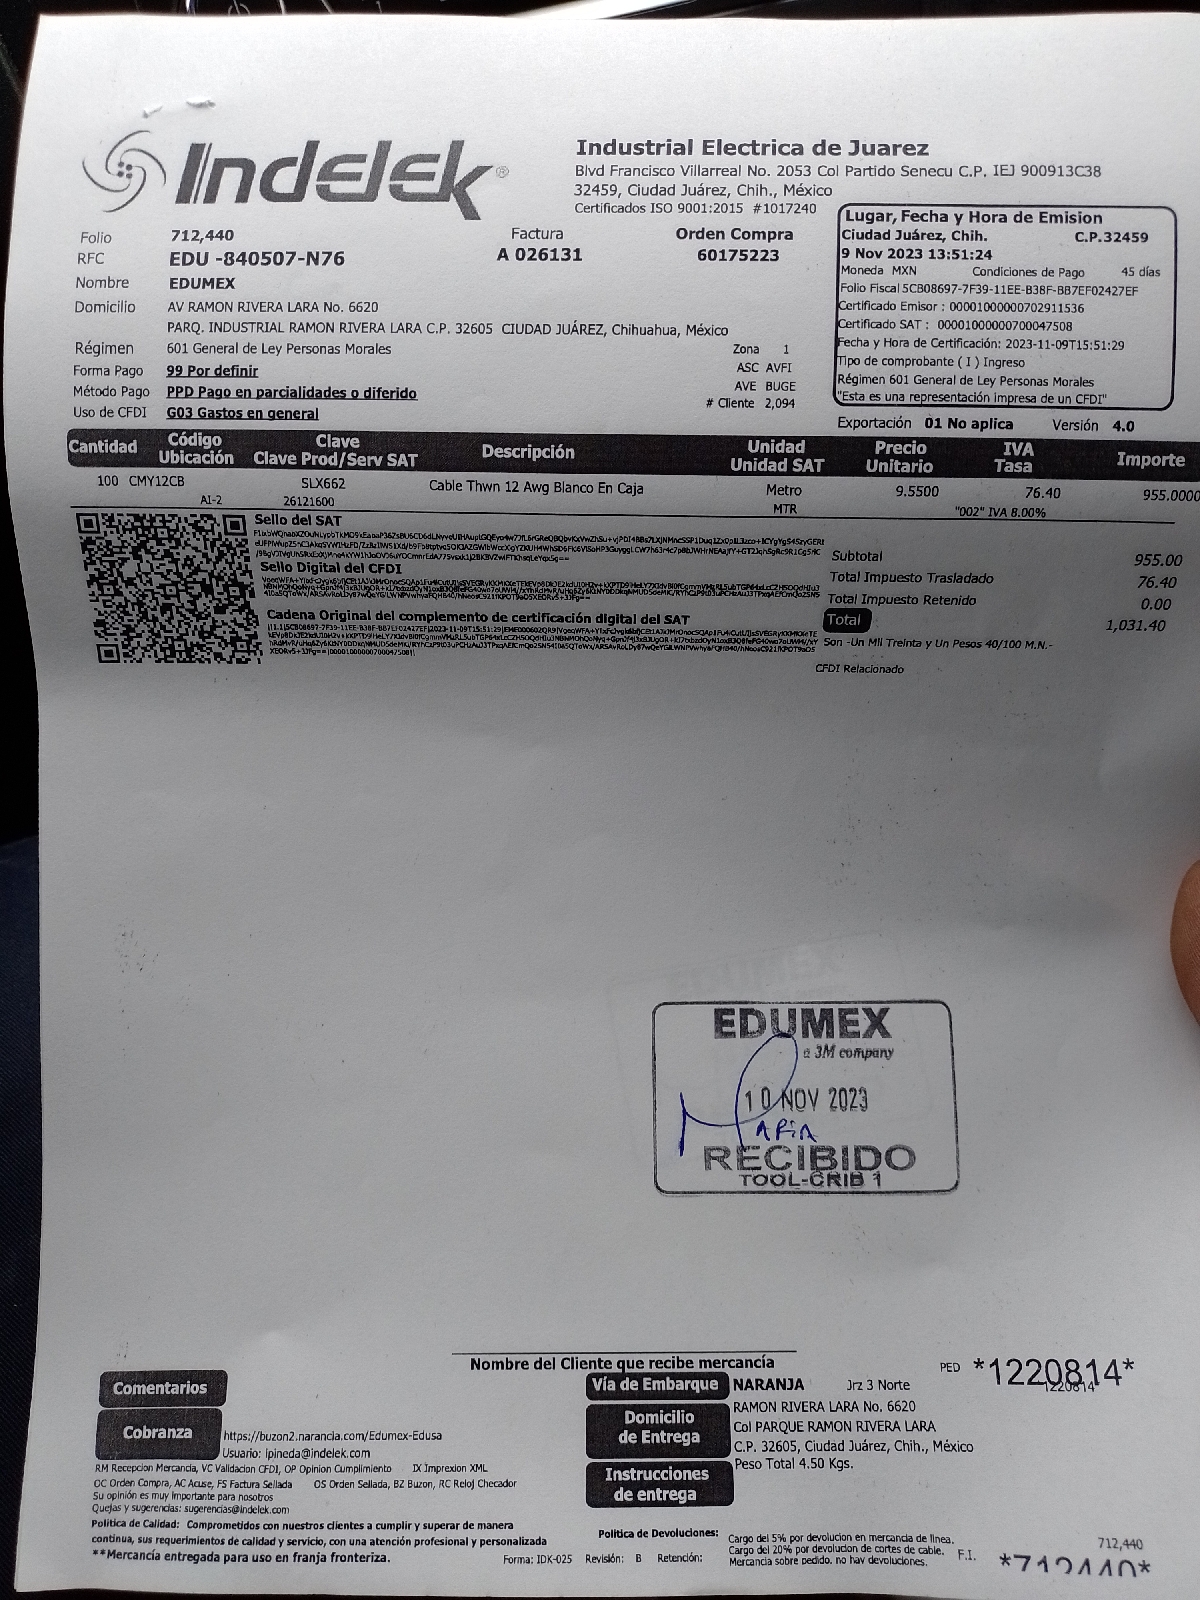 Indelek®
Industrial Electrica de Juarez
Blvd Francisco Villarreal No. 2053 Col Partido Senecu C.P. IEJ 900913C38
32459, Ciudad Juárez, Chih., México
Certificados ISO 9001:2015 #1017240
Folio 712,440 Factura Orden Compra
RFC EDU -840507-N76 A 026131 60175223
Nombre EDUMEX
Domicilio AV RAMON RIVERA LARA No. 6620
PARQ. INDUSTRIAL RAMON RIVERA LARA C.P. 32605 CIUDAD JUÁREZ, Chihuahua, México
Régimen 601 General de Ley Personas Morales
Forma Pago 99 Por definir
Método Pago PPD Pago en parcialidades o diferido
Uso de CFDI G03 Gastos en general
Zona 1
ASC AVFI
AVE BUGE
# Cliente 2,094
Lugar, Fecha y Hora de Emision
Ciudad Juárez, Chih. C.P.32459
9 Nov 2023 13:51:24
Moneda MXN Condiciones de Pago 45 días
Folio Fiscal 5CB08697-7F39-11EE-B38F-BB7EF02427EF
Certificado Emisor : 00001000000702911536
Certificado SAT : 00001000000700047508
Fecha y Hora de Certificación: 2023-11-09T15:51:29
Tipo de comprobante ( I ) Ingreso
Régimen 601 General de Ley Personas Morales
"Esta es una representación impresa de un CFDI"
Exportación 01 No aplica Versión 4.0
Cantidad Código Ubicación Clave Clave Prod/Serv SAT Descripción Unidad Unidad SAT Precio Unitario IVA Tasa Importe
100 CMY12CB SLX662 Cable Thwn 12 Awg Blanco En Caja Metro 9.5500 76.40 955.0000
AI-2 26121600 MTR "002" IVA 8.00%
Sello del SAT
Sello Digital del CFDI
Cadena Original del complemento de certificación digital del SAT
Subtotal 955.00
Total Impuesto Trasladado 76.40
Total Impuesto Retenido 0.00
Total 1,031.40
Son -Un Mil Treinta y Un Pesos 40/100 M.N.-
CFDI Relacionado
EDUMEX
a 3M company
10 NOV 2023
MARIA
RECIBIDO
TOOL-CRIB 1
Nombre del Cliente que recibe mercancía
PED *1220814*
1220814
Comentarios
Cobranza
https://buzon2.narancia.com/Edumex-Edusa
Usuario: ipineda@indelek.com
RM Recepcion Mercancia, VC Validacion CFDI, OP Opinion Cumplimiento IX Impresion XML
OC Orden Compra, AC Acuse, FS Factura Sellada OS Orden Sellada, BZ Buzon, RC Reloj Checador
Su opinión es muy importante para nosotros
Quejas y sugerencias: sugerencias@indelek.com
Política de Calidad: Comprometidos con nuestros clientes a cumplir y superar de manera
continua, sus requerimientos de calidad y servicio, con una atención profesional y personalizada
**Mercancía entregada para uso en franja fronteriza.
Forma: IDK-025 Revisión: B Retención:
Vía de Embarque NARANJA Jrz 3 Norte
Domicilio de Entrega
RAMON RIVERA LARA No. 6620
Col PARQUE RAMON RIVERA LARA
C.P. 32605, Ciudad Juárez, Chih., México
Peso Total 4.50 Kgs.
Instrucciones de entrega
Politica de Devoluciones: Cargo del 5% por devolucion en mercancia de linea.
Cargo del 20% por devolucion de cortes de cable.
Mercancia sobre pedido. no hay devoluciones.
F.I.
712,440
*712440*